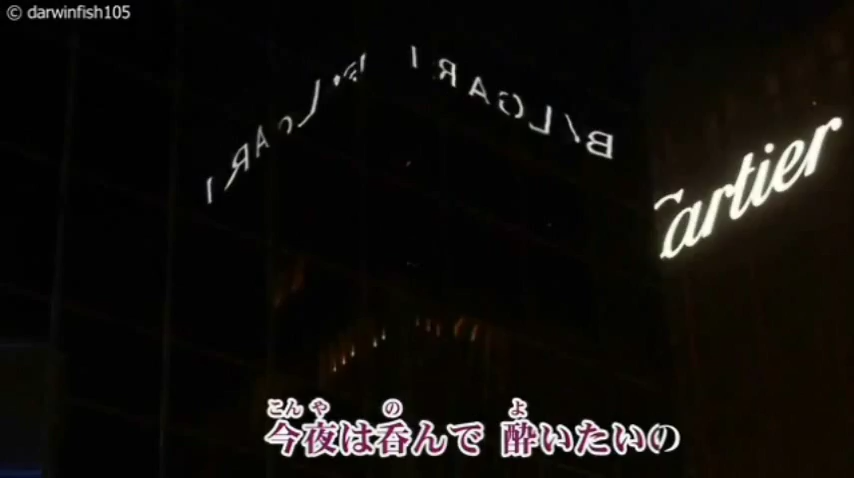 © darwinfish105
BVLGARI BVLGARI
Cartier
こん や の よ
今夜は呑んで 酔いたいの